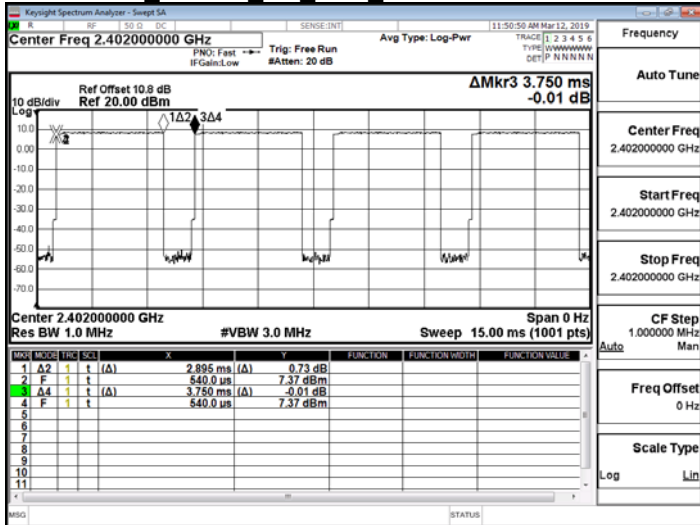 Keysight Spectrum Analyzer - Swept SA
R RF 50 Ω DC SENSE:INT 11:50:50 AM Mar 12, 2019
Center Freq 2.402000000 GHz
PNO: Fast
IFGain:Low
Trig: Free Run
#Atten: 20 dB
Avg Type: Log-Pwr
TRACE 1 2 3 4 5 6
TYPE WWWWWW
DET P N N N N N
ΔMkr3 3.750 ms
-0.01 dB
Ref Offset 10.8 dB
10 dB/div Ref 20.00 dBm
Log
10.0
0.00
-10.0
-20.0
-30.0
-40.0
-50.0
-60.0
-70.0
2
1Δ2 3Δ4
Center 2.402000000 GHz Span 0 Hz
Res BW 1.0 MHz #VBW 3.0 MHz Sweep 15.00 ms (1001 pts)
MKR MODE TRC SCL X Y FUNCTION FUNCTION WIDTH FUNCTION VALUE
1 Δ2 1 t (Δ) 2.895 ms (Δ) 0.73 dB
2 F 1 t 540.0 µs 7.37 dBm
3 Δ4 1 t (Δ) 3.750 ms (Δ) -0.01 dB
4 F 1 t 540.0 µs 7.37 dBm
5
6
7
8
9
10
11
MSG STATUS
Frequency
Auto Tune
Center Freq
2.402000000 GHz
Start Freq
2.402000000 GHz
Stop Freq
2.402000000 GHz
CF Step
1.000000 MHz
Auto Man
Freq Offset
0 Hz
Scale Type
Log Lin